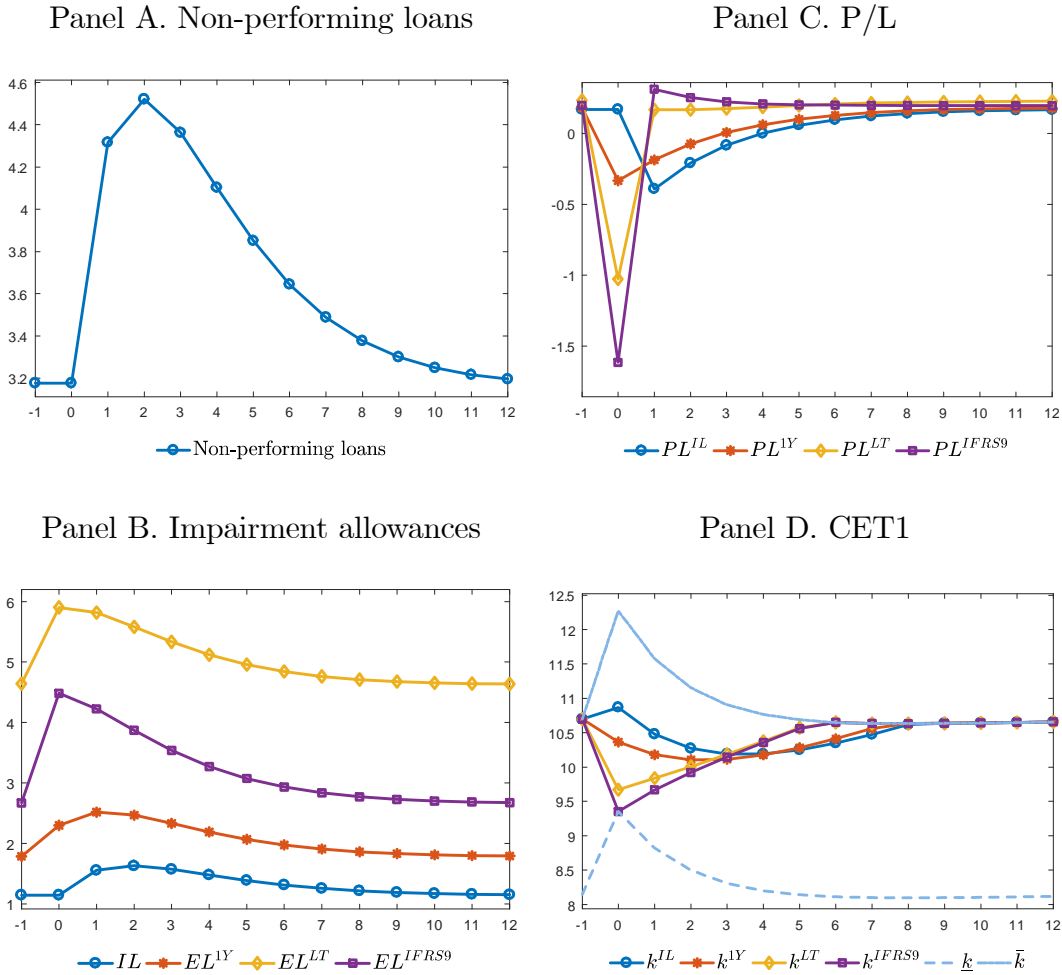 Panel A. Non-performing loans
4.6
4.4
4.2
4
3.8
3.6
3.4
3.2
-1 0 1 2 3 4 5 6 7 8 9 10 11 12
Non-performing loans
Panel C. P/L
0
-0.5
-1
-1.5
-1 0 1 2 3 4 5 6 7 8 9 10 11 12
PL^{IL} PL^{1Y} PL^{LT} PL^{IFRS9}
Panel B. Impairment allowances
6
5
4
3
2
1
-1 0 1 2 3 4 5 6 7 8 9 10 11 12
IL EL^{1Y} EL^{LT} EL^{IFRS9}
Panel D. CET1
12.5
12
11.5
11
10.5
10
9.5
9
8.5
8
-1 0 1 2 3 4 5 6 7 8 9 10 11 12
k^{IL} k^{1Y} k^{LT} k^{IFRS9} k k̄